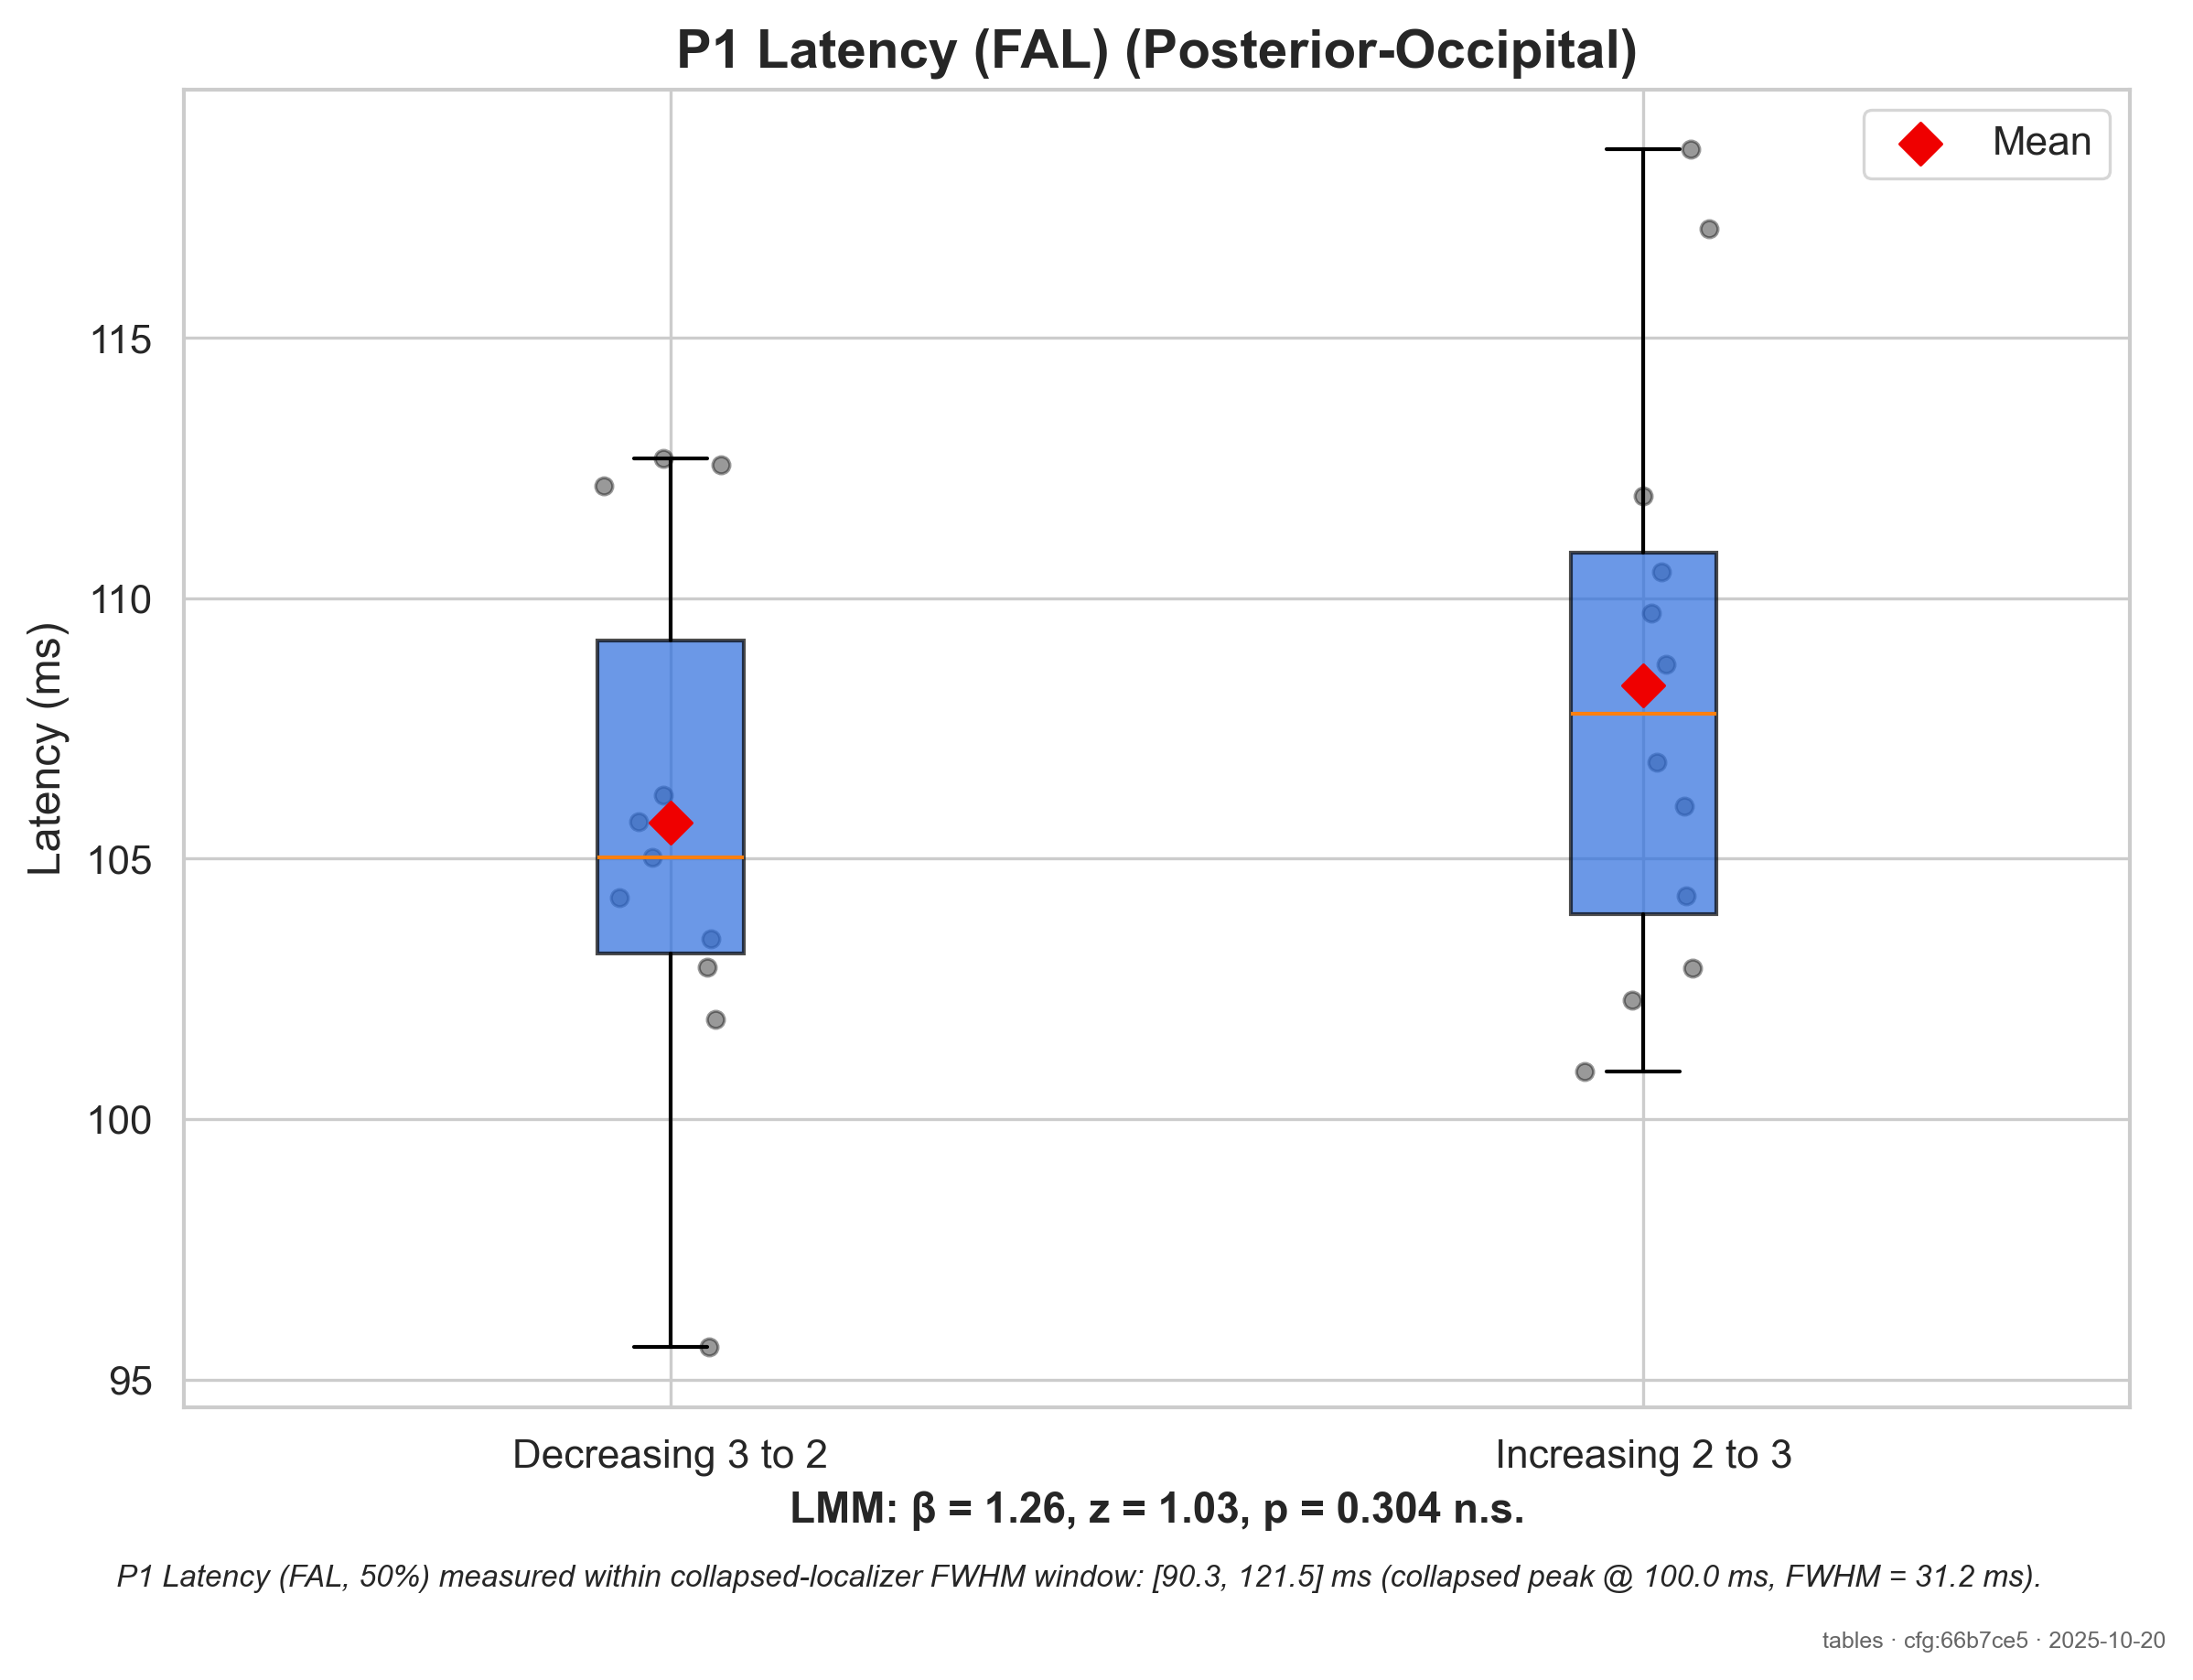 P1 Latency (FAL) (Posterior-Occipital)
Mean
Latency (ms)
115
110
105
100
95
Decreasing 3 to 2
Increasing 2 to 3
LMM: β = 1.26, z = 1.03, p = 0.304 n.s.
P1 Latency (FAL, 50%) measured within collapsed-localizer FWHM window: [90.3, 121.5] ms (collapsed peak @ 100.0 ms, FWHM = 31.2 ms).
tables · cfg:66b7ce5 · 2025-10-20